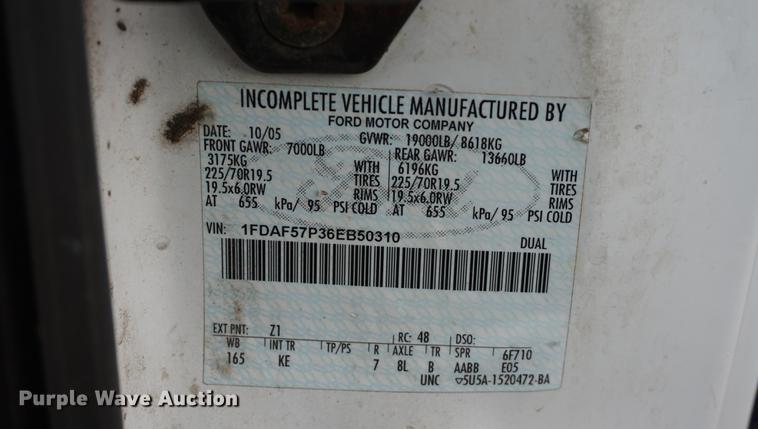 INCOMPLETE VEHICLE MANUFACTURED BY
FORD MOTOR COMPANY
DATE: 10/05 GVWR: 19000LB/ 8618KG
FRONT GAWR: 7000LB REAR GAWR: 13660LB
3175KG WITH 6196KG WITH
225/70R19.5 TIRES 225/70R19.5 TIRES
19.5x6.0RW RIMS 19.5x6.0RW RIMS
AT 655 kPa/ 95 PSI COLD AT 655 kPa/ 95 PSI COLD
VIN: 1FDAF57P36EB50310 DUAL
EXT PNT: Z1 RC: 48 DSO:
WB INT TR TP/PS R AXLE TR SPR 6F710
165 KE 7 8L B AABB E05
UNC 5U5A-1520472-BA
Purple Wave Auction